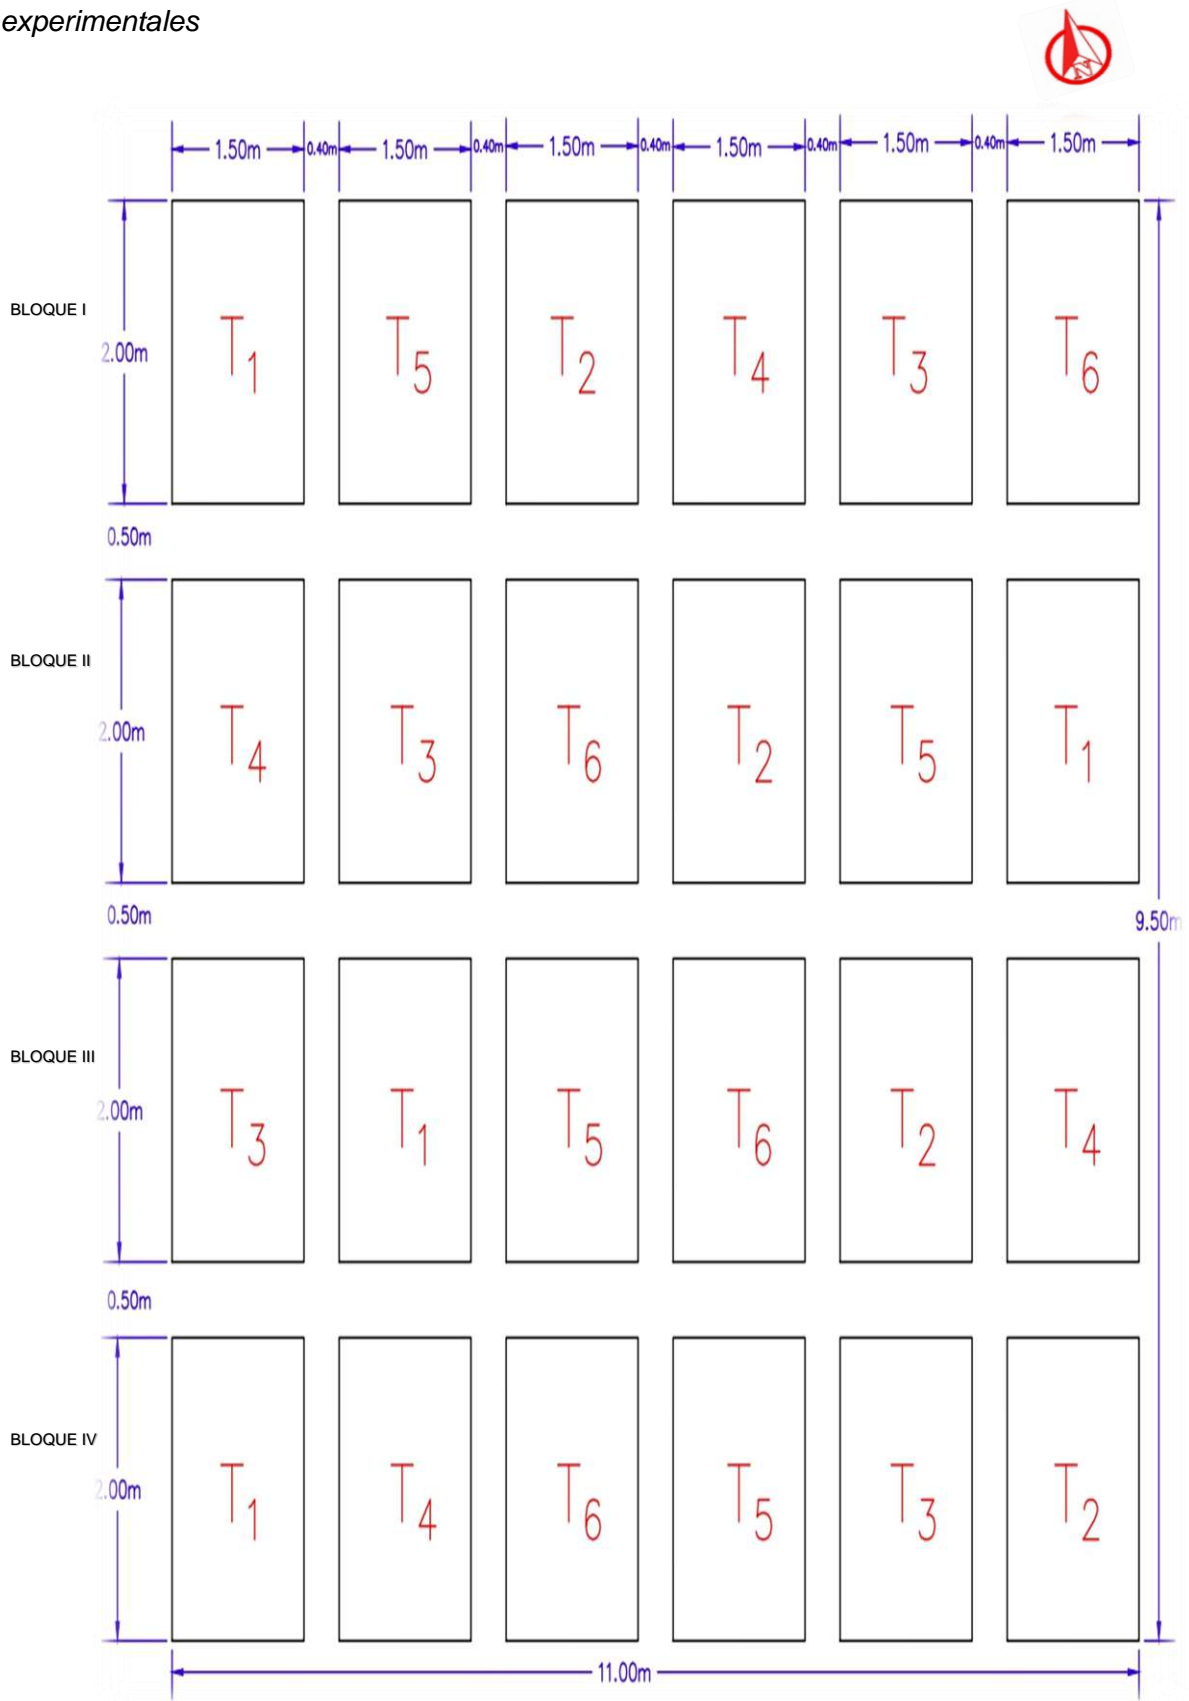 experimentales
N
1.50m 0.40m 1.50m 0.40m 1.50m 0.40m 1.50m 0.40m 1.50m 0.40m 1.50m
BLOQUE I
2.00m
T1 T5 T2 T4 T3 T6
0.50m
BLOQUE II
2.00m
T4 T3 T6 T2 T5 T1
0.50m
9.50m
BLOQUE III
2.00m
T3 T1 T5 T6 T2 T4
0.50m
BLOQUE IV
2.00m
T1 T4 T6 T5 T3 T2
11.00m